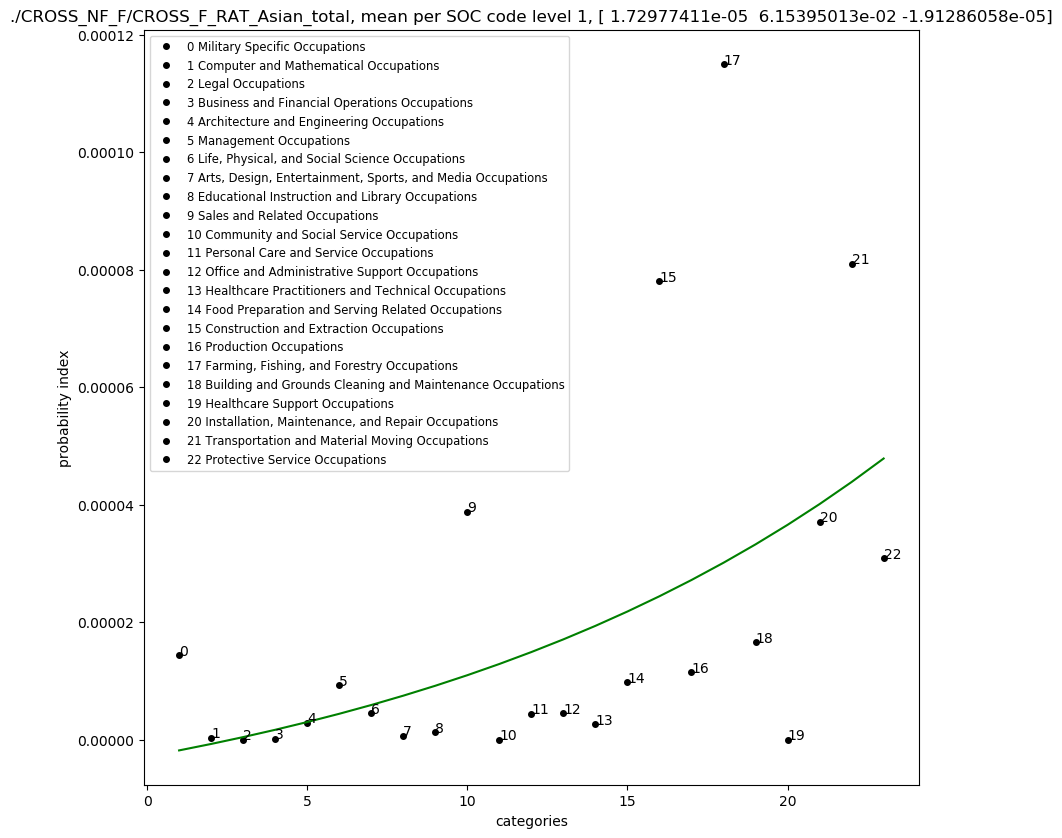 ./CROSS_NF_F/CROSS_F_RAT_Asian_total, mean per SOC code level 1, [ 1.72977411e-05  6.15395013e-02 -1.91286058e-05]
0 Military Specific Occupations
1 Computer and Mathematical Occupations
2 Legal Occupations
3 Business and Financial Operations Occupations
4 Architecture and Engineering Occupations
5 Management Occupations
6 Life, Physical, and Social Science Occupations
7 Arts, Design, Entertainment, Sports, and Media Occupations
8 Educational Instruction and Library Occupations
9 Sales and Related Occupations
10 Community and Social Service Occupations
11 Personal Care and Service Occupations
12 Office and Administrative Support Occupations
13 Healthcare Practitioners and Technical Occupations
14 Food Preparation and Serving Related Occupations
15 Construction and Extraction Occupations
16 Production Occupations
17 Farming, Fishing, and Forestry Occupations
18 Building and Grounds Cleaning and Maintenance Occupations
19 Healthcare Support Occupations
20 Installation, Maintenance, and Repair Occupations
21 Transportation and Material Moving Occupations
22 Protective Service Occupations
probability index
0.00012
0.00010
0.00008
0.00006
0.00004
0.00002
0.00000
0
1
2
3
4
5
6
7
8
9
10
11
12
13
14
15
16
17
18
19
20
21
22
0
5
10
15
20
categories